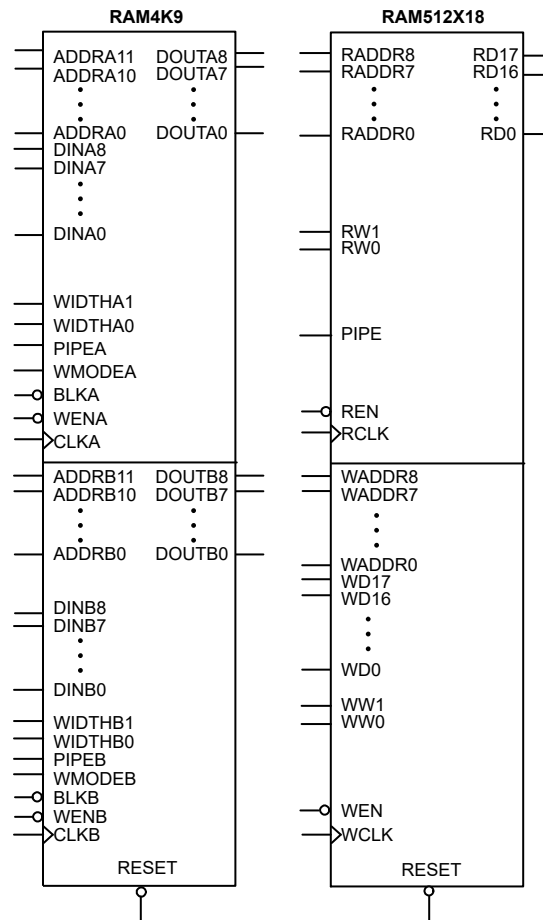 RAM4K9
ADDRA11 DOUTA8
ADDRA10 DOUTA7
ADDRA0 DOUTA0
DINA8
DINA7
DINA0
WIDTHA1
WIDTHA0
PIPEA
WMODEA
BLKA
WENA
CLKA
ADDRB11 DOUTB8
ADDRB10 DOUTB7
ADDRB0 DOUTB0
DINB8
DINB7
DINB0
WIDTHB1
WIDTHB0
PIPEB
WMODEB
BLKB
WENB
CLKB
RESET
RAM512X18
RADDR8 RD17
RADDR7 RD16
RADDR0 RD0
RW1
RW0
PIPE
REN
RCLK
WADDR8
WADDR7
WADDR0
WD17
WD16
WD0
WW1
WW0
WEN
WCLK
RESET